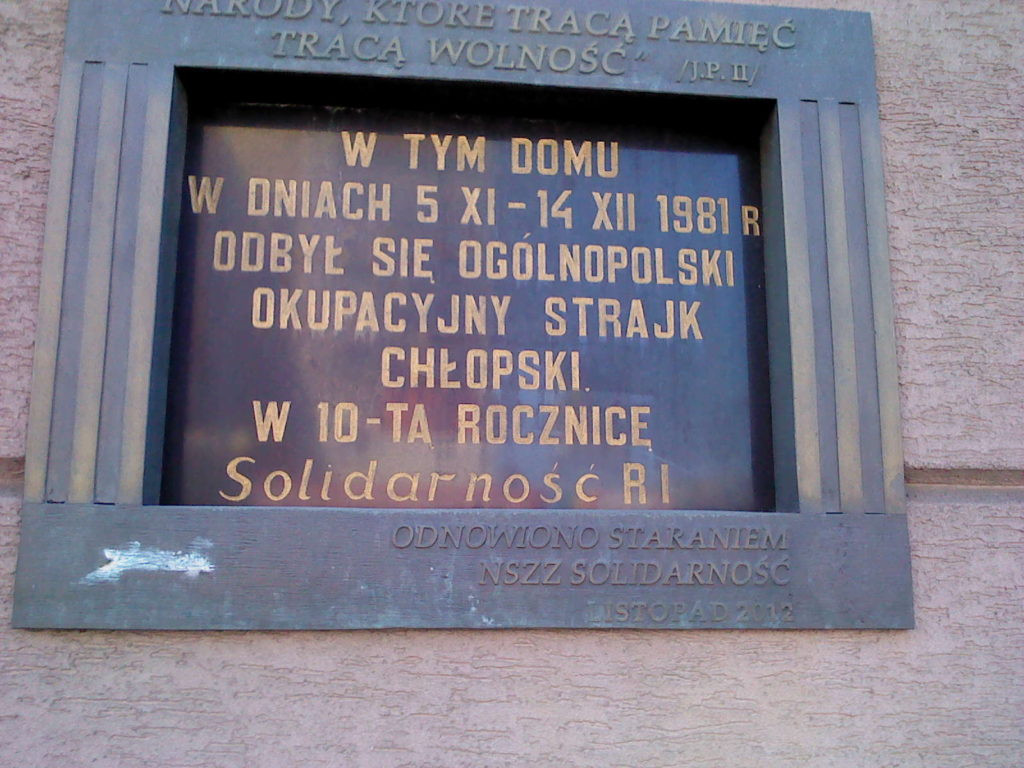 NARODY, KTÓRE TRACĄ PAMIĘĆ
TRACĄ WOLNOŚĆ" /J.P. II/
W TYM DOMU
W DNIACH 5 XI - 14 XII 1981 R
ODBYŁ SIĘ OGÓLNOPOLSKI
OKUPACYJNY STRAJK
CHŁOPSKI.
W 10-TĄ ROCZNICĘ
Solidarność R I
ODNOWIONO STARANIEM
NSZZ SOLIDARNOŚĆ
LISTOPAD 2012